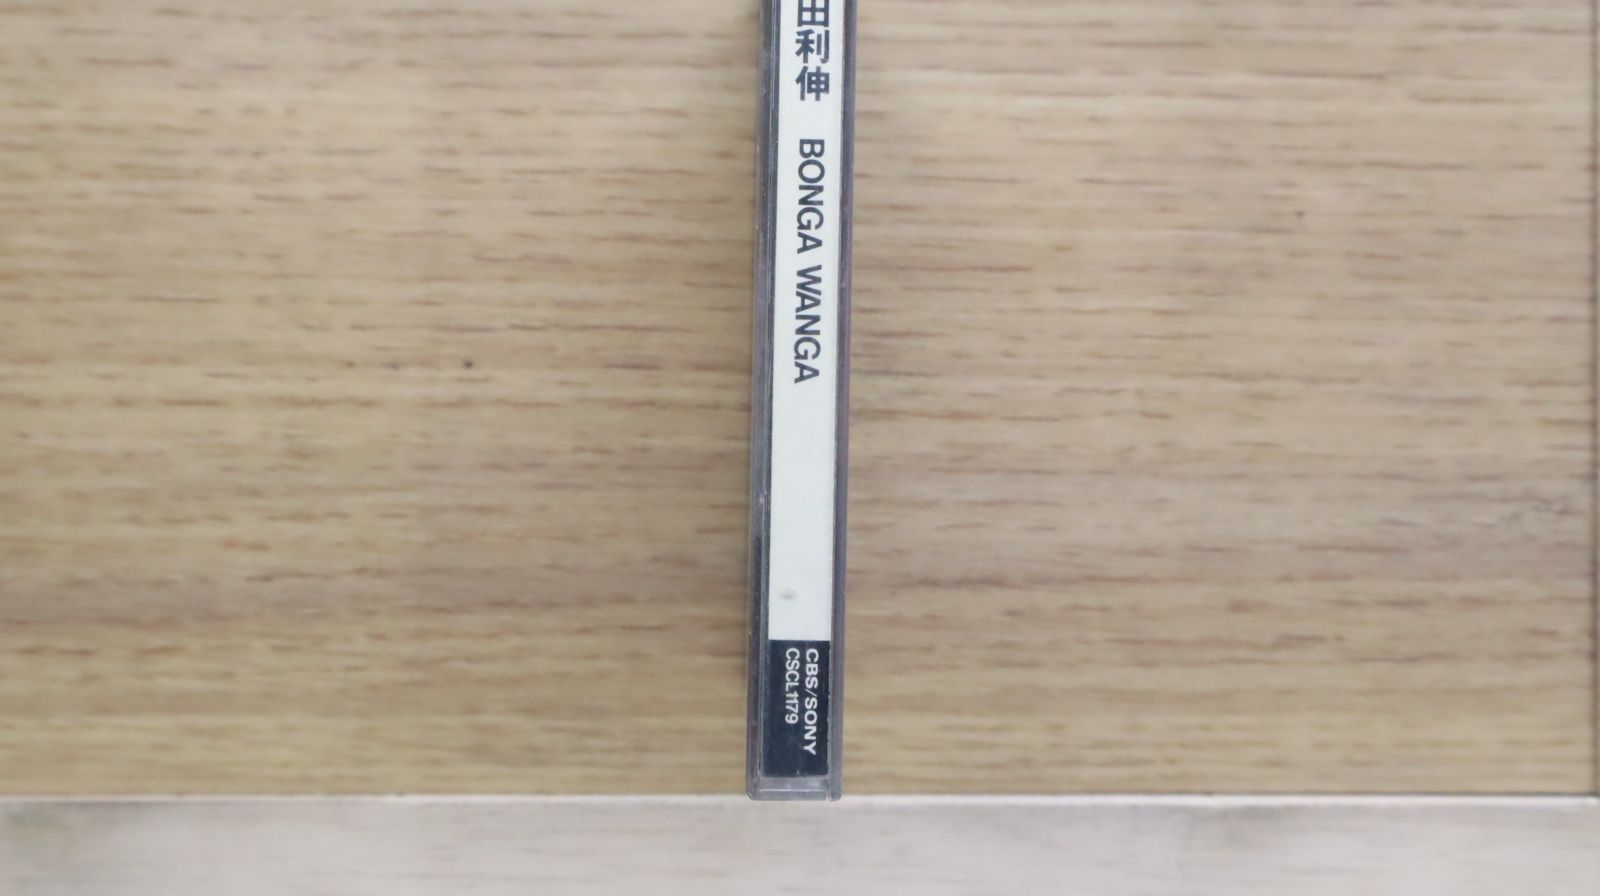 田利伸 BONGA WANGA
CBS/SONY
CSCL1179